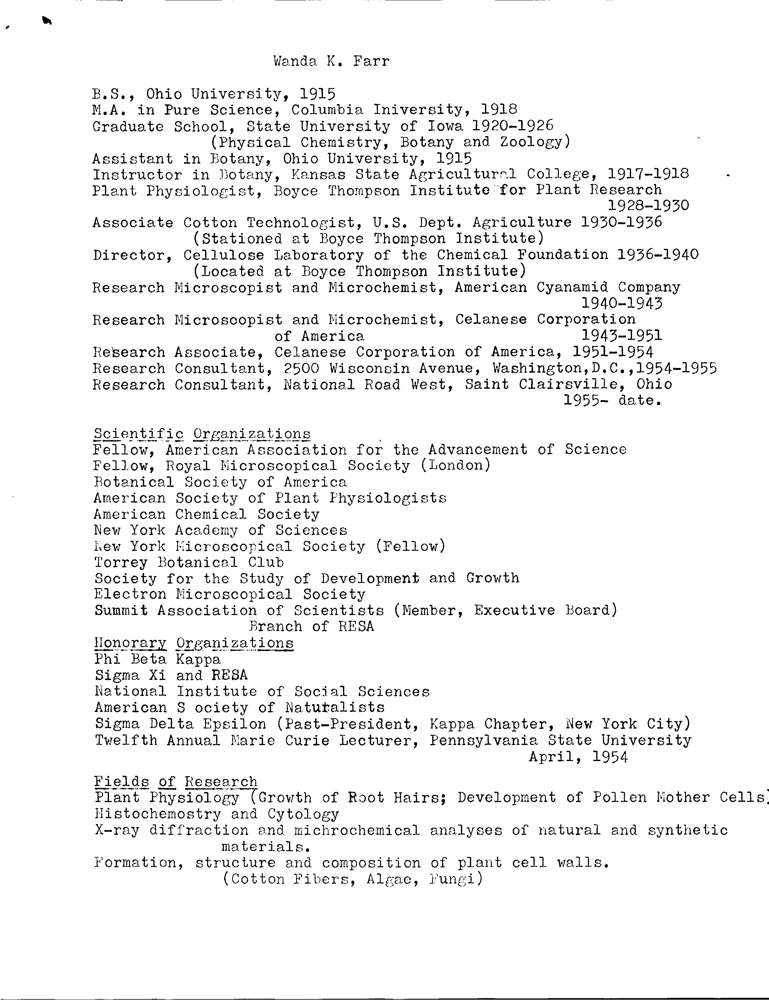 Wanda K. Farr
B.S., Ohio University, 1915
M.A. in Pure Science, Columbia Iniversity, 1918
Graduate School, State University of Iowa 1920-1926
(Physical Chemistry, Botany and Zoology)
Assistant in Botany, Ohio University, 1915
Instructor in Botany, Kansas State Agricultural College, 1917-1918
Plant Physiologist, Boyce Thompson Institute for Plant Research
1928-1930
Associate Cotton Technologist, U.S. Dept. Agriculture 1930-1936
(Stationed at Boyce Thompson Institute)
Director, Cellulose Laboratory of the Chemical Foundation 1936-1940
(Located at Boyce Thompson Institute)
Research Microscopist and Microchemist, American Cyanamid Company
1940-1943
Research Microsoopist and Microchemist, Celanese Corporation
of America 1943-1951
Research Associate, Celanese Corporation of America, 1951-1954
Research Consultant, 2500 Wisconsin Avenue, Washington,D.C.,1954-1955
Research Consultant, National Road West, Saint Clairsville, Ohio
1955- date.
Scientific Organizations
Fellow, American Association for the Advancement of Science
Fellow, Royal Microscopical Society (London)
Botanical Society of America
American Society of Plant Physiologists
American Chemical Society
New York Academy of Sciences
New York Microscopical Society (Fellow)
Torrey Botanical Club
Society for the Study of Development and Growth
Electron Microscopical Society
Summit Association of Scientists (Member, Executive Board)
Branch of RESA
Honorary Organizations
Phi Beta Kappa
Sigma Xi and RESA
National Institute of Social Sciences
American S ociety of Naturalists
Sigma Delta Epsilon (Past-President, Kappa Chapter, New York City)
Twelfth Annual Marie Curie Lecturer, Pennsylvania State University
April, 1954
Fields of Research
Plant Physiology (Growth of Root Hairs; Development of Pollen Mother Cells)
Histochemostry and Cytology
X-ray diffraction and michrochemical analyses of natural and synthetic
materials.
Formation, structure and composition of plant cell walls.
(Cotton Fibers, Algae, Fungi)